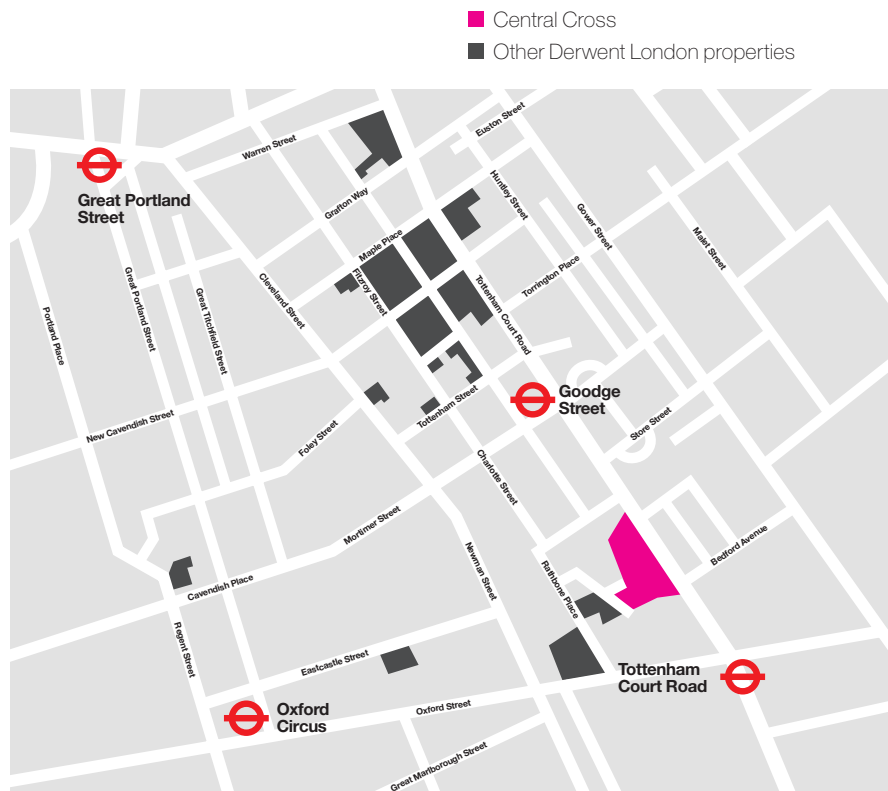 Central Cross
Other Derwent London properties
Euston Street
Warren Street
Great Portland
Street
Huntley Street
Grafton Way
Gower Street
Malet Street
Maple Place
Fitzroy Street
Torrington Place
Great Portland Street
Cleveland Street
Great Titchfield Street
Tottenham Court Road
Portland Place
Goodge
Street
Tottenham Street
New Cavendish Street
Foley Street
Store Street
Charlotte Street
Mortimer Street
Bedford Avenue
Newman Street
Rathbone Place
Cavendish Place
Regent Street
Eastcastle Street
Tottenham
Court Road
Oxford
Circus
Oxford Street
Great Marlborough Street